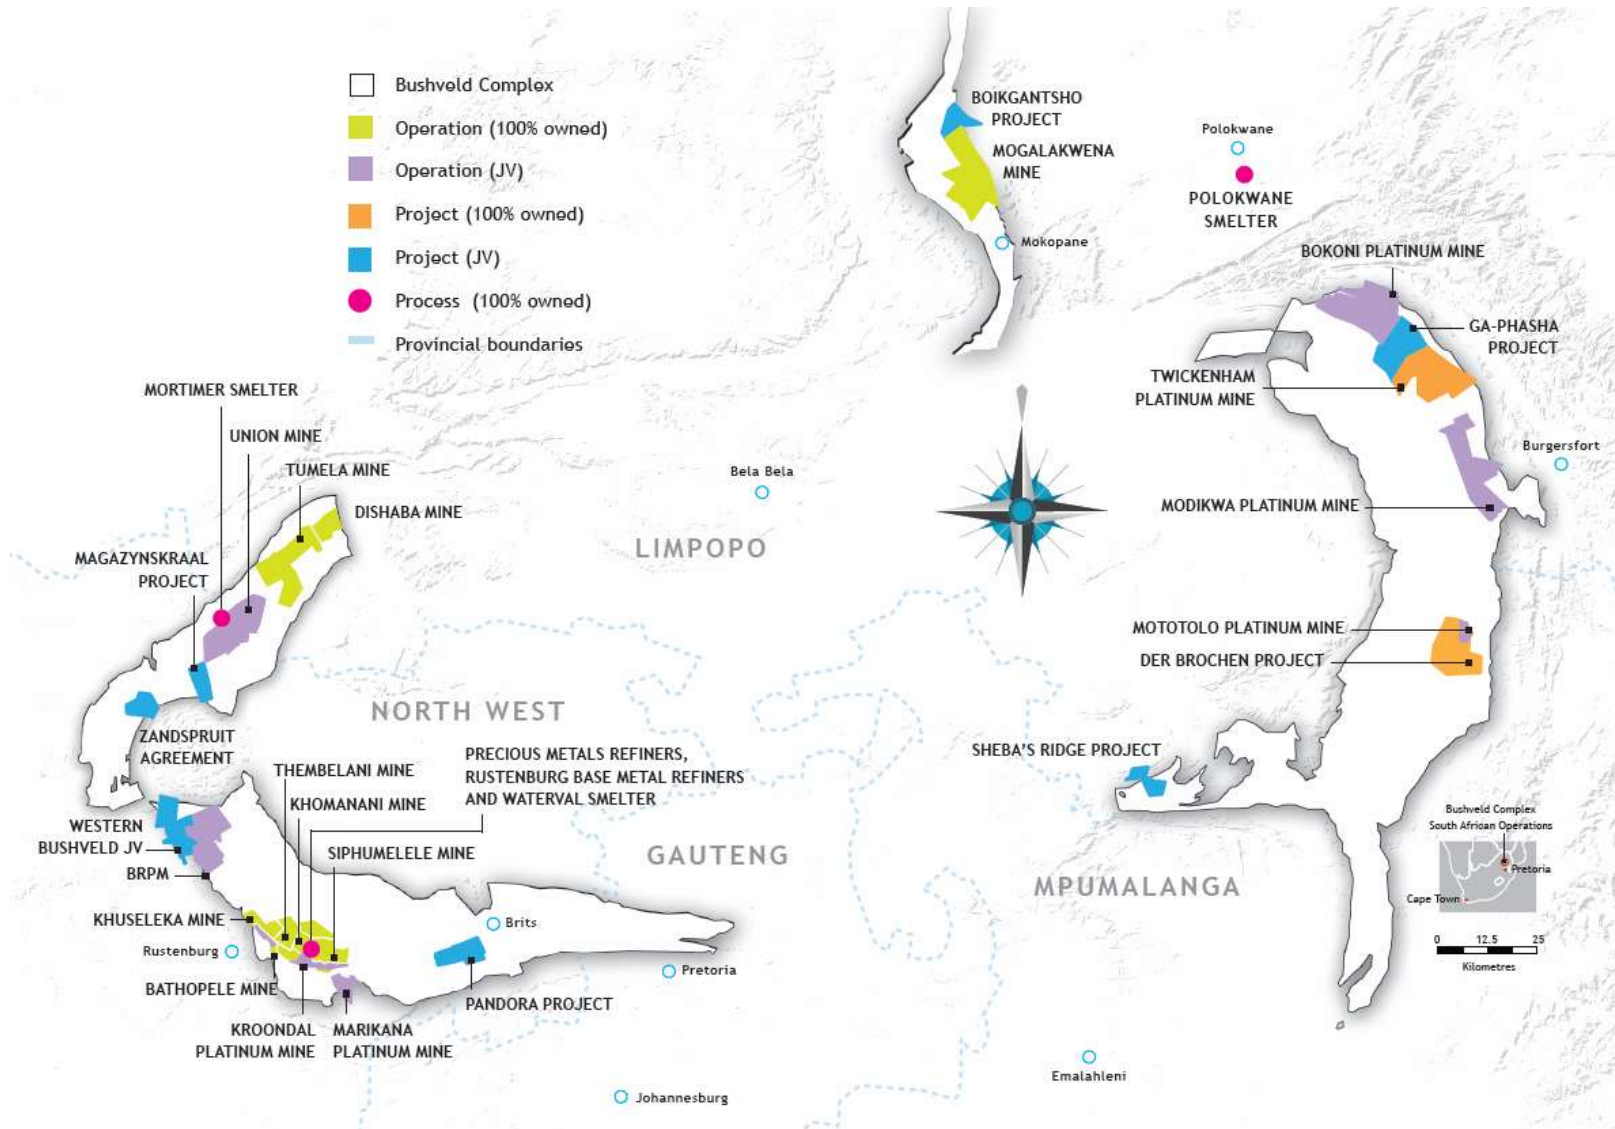 Bushveld Complex
Operation (100% owned)
Operation (JV)
Project (100% owned)
Project (JV)
Process (100% owned)
Provincial boundaries
BOIKGANTSHO
PROJECT
MOGALAKWENA
MINE
Mokopane
Polokwane
POLOKWANE
SMELTER
BOKONI PLATINUM MINE
GA-PHASHA
PROJECT
TWICKENHAM
PLATINUM MINE
Burgersfort
MODIKWA PLATINUM MINE
MOTOTOLO PLATINUM MINE
DER BROCHEN PROJECT
SHEBA'S RIDGE PROJECT
MORTIMER SMELTER
UNION MINE
TUMELA MINE
DISHABA MINE
MAGAZYNSKRAAL
PROJECT
Bela Bela
LIMPOPO
NORTH WEST
ZANDSPRUIT
AGREEMENT
THEMBELANI MINE
KHOMANANI MINE
PRECIOUS METALS REFINERS,
RUSTENBURG BASE METAL REFINERS
AND WATERVAL SMELTER
SIPHUMELELE MINE
WESTERN
BUSHVELD JV
BRPM
KHUSELEKA MINE
Rustenburg
BATHOPELE MINE
KROONDAL
PLATINUM MINE
MARIKANA
PLATINUM MINE
Brits
PANDORA PROJECT
Pretoria
GAUTENG
MPUMALANGA
Johannesburg
Emalahleni
Bushveld Complex
South African Operations
Pretoria
Cape Town
0 12.5 25
Kilometres